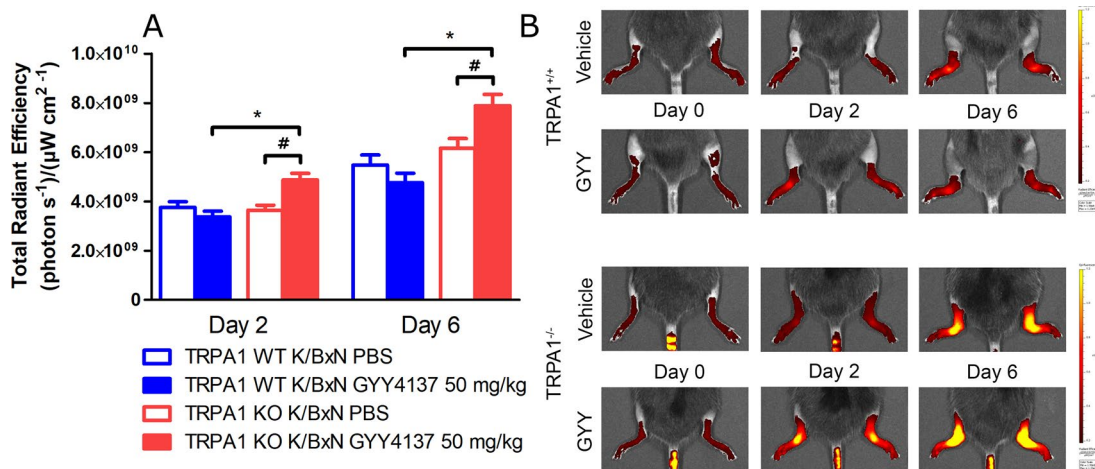 A
Total Radiant Efficiency
(photon s⁻¹)/(µW cm⁻²)
1.0×10¹⁰
8.0×10⁰⁹
6.0×10⁰⁹
4.0×10⁰⁹
2.0×10⁰⁹
0
*
#
*
#
Day 2
Day 6
TRPA1 WT K/BxN PBS
TRPA1 WT K/BxN GYY4137 50 mg/kg
TRPA1 KO K/BxN PBS
TRPA1 KO K/BxN GYY4137 50 mg/kg
B
TRPA1⁺/⁺
Vehicle
Day 0
Day 2
Day 6
GYY
TRPA1⁻/⁻
Vehicle
Day 0
Day 2
Day 6
GYY